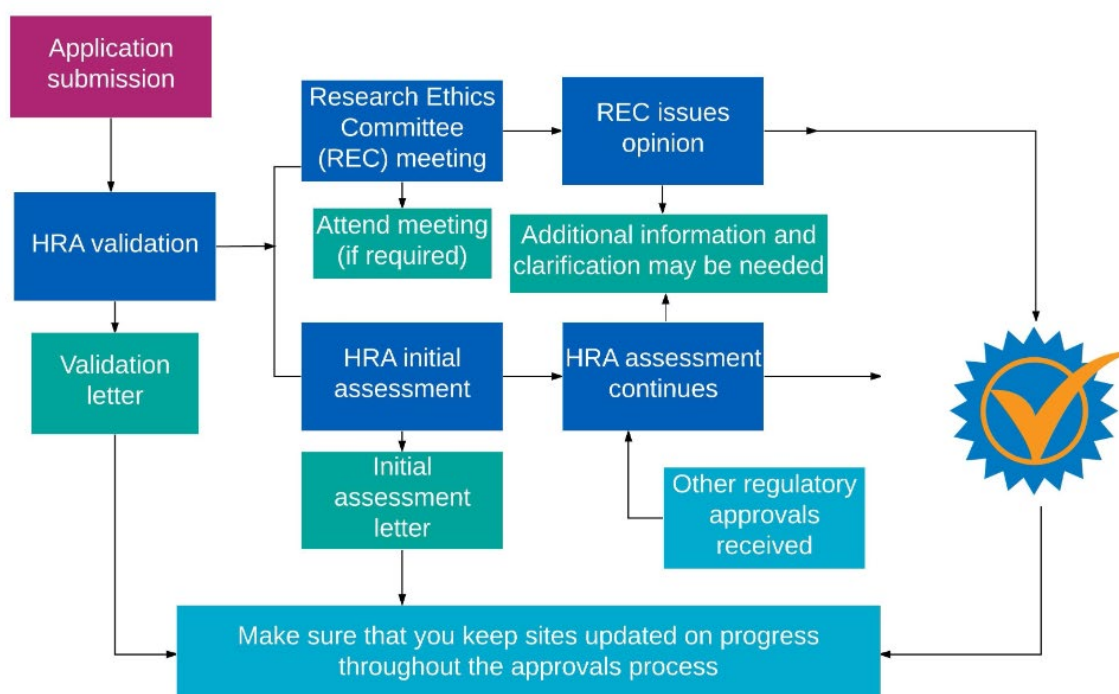 Application
submission
Research Ethics
Committee
(REC) meeting
REC issues
opinion
HRA validation
Attend meeting
(if required)
Additional information and
clarification may be needed
Validation
letter
HRA initial
assessment
HRA assessment
continues
Initial
assessment
letter
Other regulatory
approvals
received
Make sure that you keep sites updated on progress
throughout the approvals process